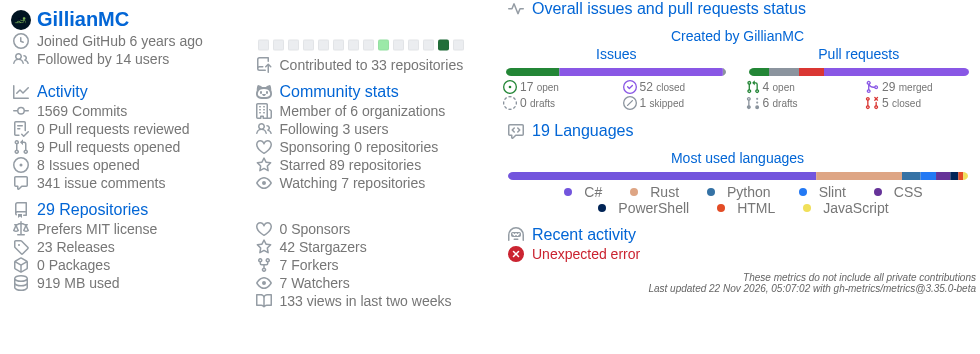 GillianMC
Joined GitHub 6 years ago
Followed by 14 users
Contributed to 33 repositories
Activity
1569 Commits
0 Pull requests reviewed
9 Pull requests opened
8 Issues opened
341 issue comments
Community stats
Member of 6 organizations
Following 3 users
Sponsoring 0 repositories
Starred 89 repositories
Watching 7 repositories
29 Repositories
Prefers MIT license
23 Releases
0 Packages
919 MB used
0 Sponsors
42 Stargazers
7 Forkers
7 Watchers
133 views in last two weeks
Overall issues and pull requests status
Created by GillianMC
Issues
17 open
52 closed
0 drafts
1 skipped
Pull requests
4 open
29 merged
6 drafts
5 closed
19 Languages
Most used languages
C# Rust Python Slint CSS
PowerShell HTML JavaScript
Recent activity
Unexpected error
These metrics do not include all private contributions
Last updated 22 Nov 2026, 05:07:02 with gh-metrics/metrics@3.35.0-beta